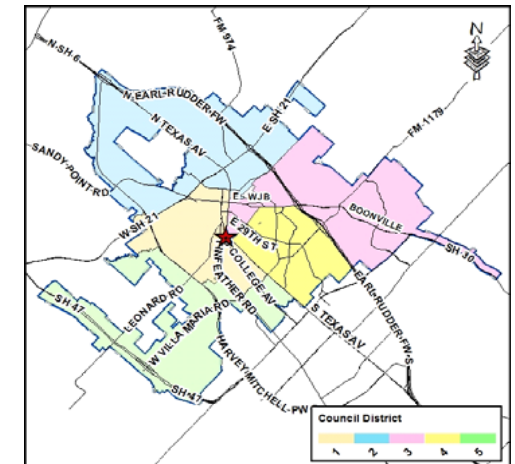 FM 974
N
N-SH-6
N-EARL-RUDDER-FW
E SH 21
N TEXAS AV
FM-1179
SANDY-POINT-RD
E WJB
BOONVILLE
W-SH 21
E 29TH ST
SH 30
COLLEGE AV
LEONARD RD
EARL-RUDDER-FW-S
SH 47
W VILLA MARIA-RD
S TEXAS AV
HARVEY-MITCHELL-PW
SH-47
Council District
1 2 3 4 5